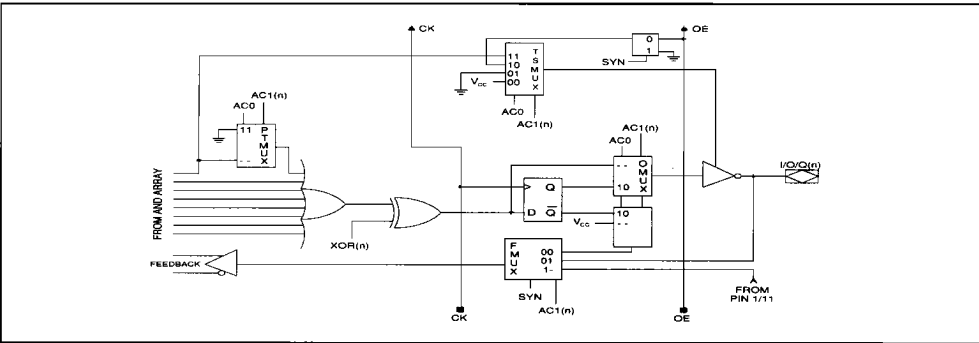 CK
OE
11
10
01
00
T
S
M
U
X
0
1
SYN
VCC
AC0
AC1(n)
AC1(n)
AC0
11
--
P
T
M
U
X
AC1(n)
AC0
--
10
O
M
U
X
I/O/Q(n)
FROM AND ARRAY
Q
D
Q
10
--
VCC
XOR(n)
F
M
U
X
00
01
1-
FEEDBACK
SYN
AC1(n)
FROM
PIN 1/11
CK
OE